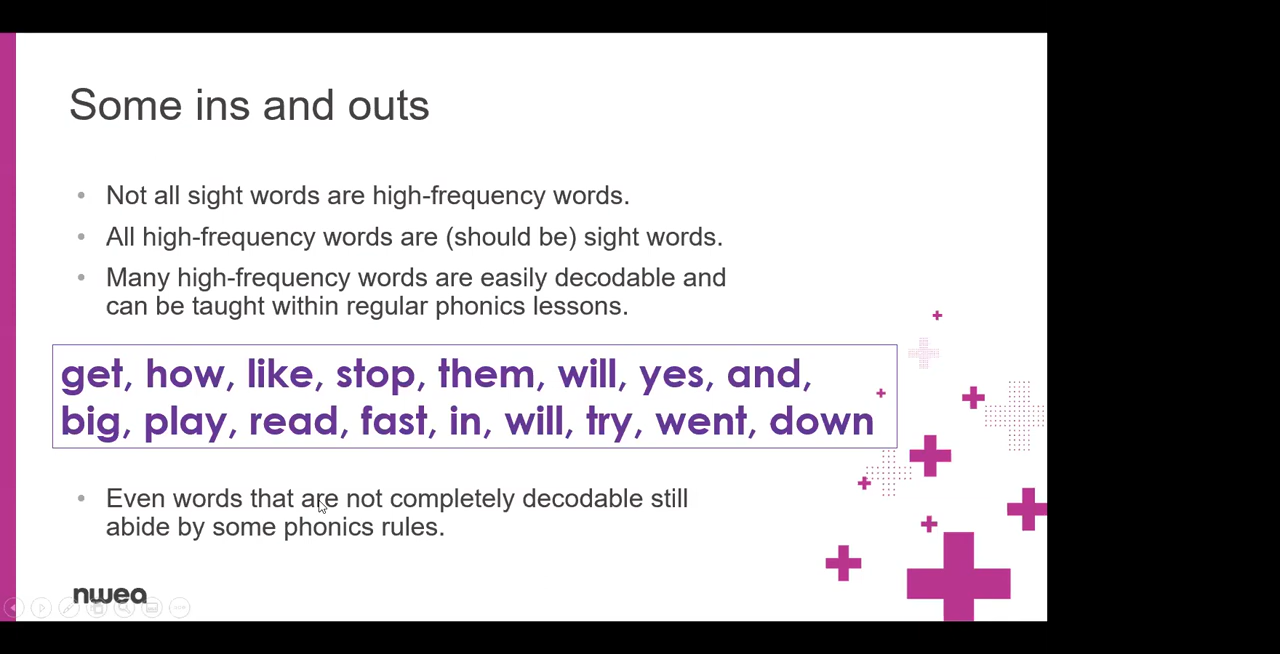 Some ins and outs
• Not all sight words are high-frequency words.
• All high-frequency words are (should be) sight words.
• Many high-frequency words are easily decodable and
can be taught within regular phonics lessons.
get, how, like, stop, them, will, yes, and,
big, play, read, fast, in, will, try, went, down
• Even words that are not completely decodable still
abide by some phonics rules.
nwea